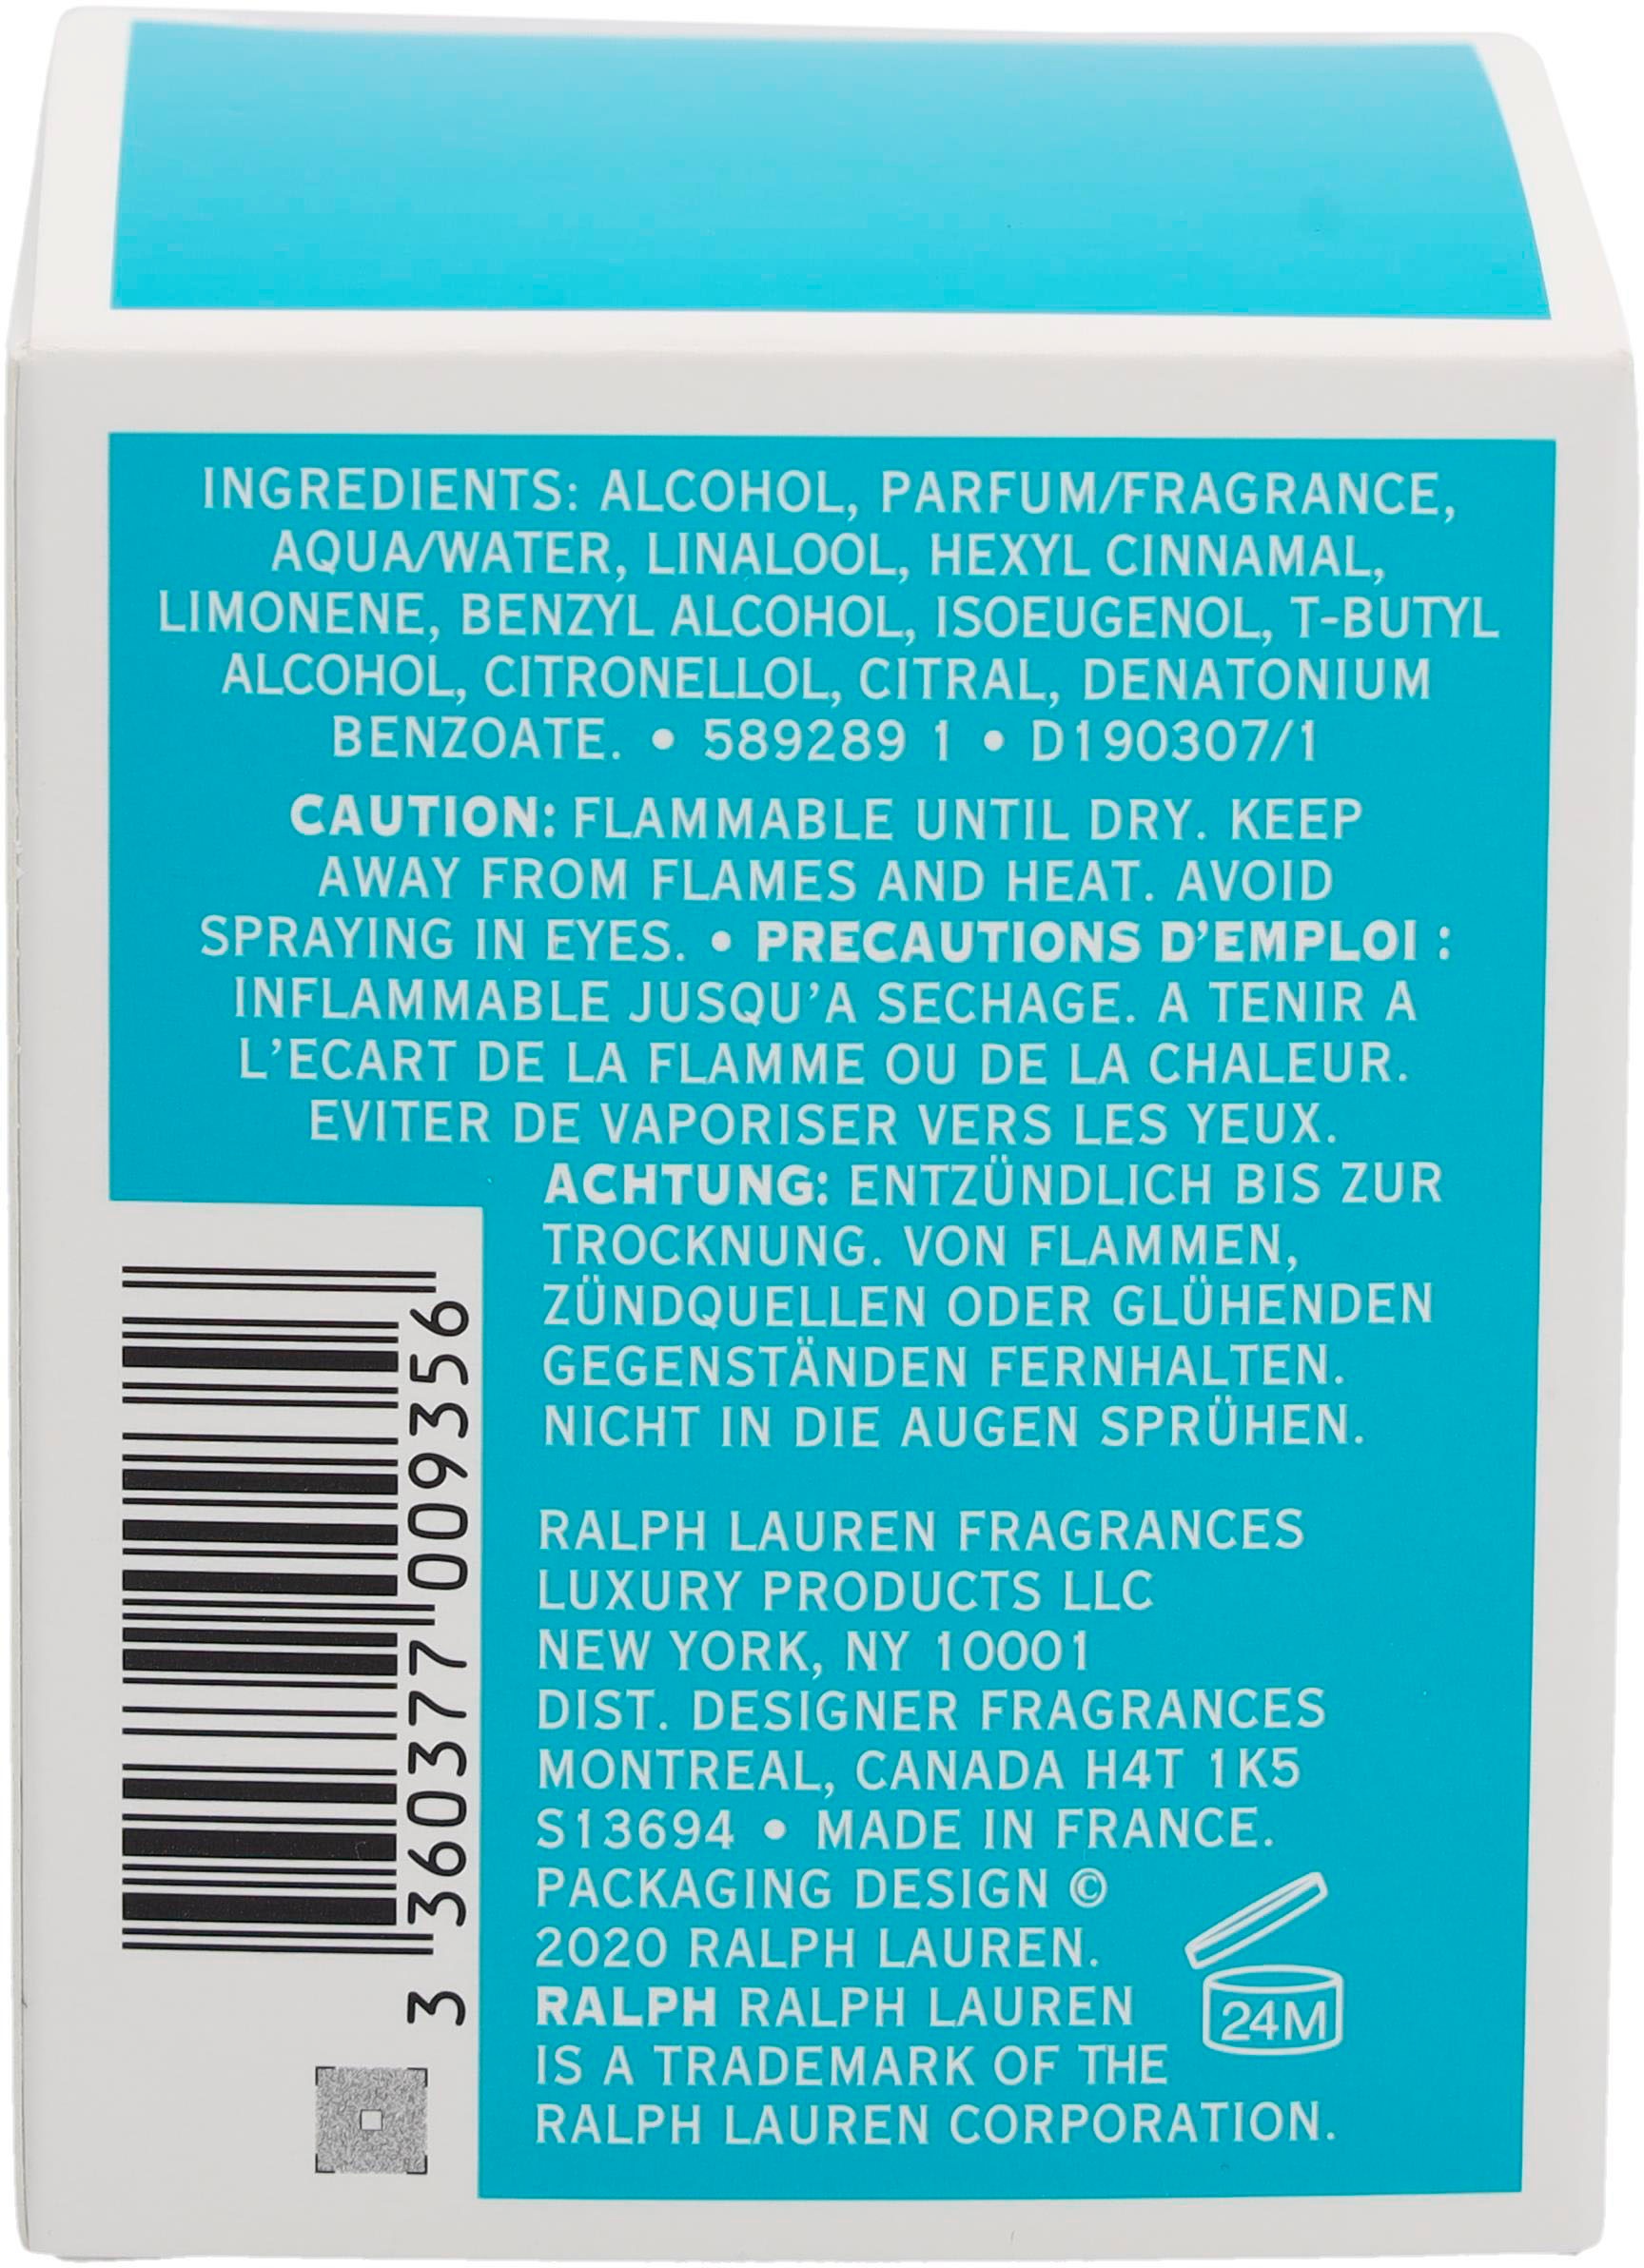 INGREDIENTS: ALCOHOL, PARFUM/FRAGRANCE,
AQUA/WATER, LINALOOL, HEXYL CINNAMAL,
LIMONENE, BENZYL ALCOHOL, ISOEUGENOL, T-BUTYL
ALCOHOL, CITRONELLOL, CITRAL, DENATONIUM
BENZOATE. • 589289 1 • D190307/1
CAUTION: FLAMMABLE UNTIL DRY. KEEP
AWAY FROM FLAMES AND HEAT. AVOID
SPRAYING IN EYES. • PRECAUTIONS D'EMPLOI :
INFLAMMABLE JUSQU'A SECHAGE. A TENIR A
L'ECART DE LA FLAMME OU DE LA CHALEUR.
EVITER DE VAPORISER VERS LES YEUX.
ACHTUNG: ENTZÜNDLICH BIS ZUR
TROCKNUNG. VON FLAMMEN,
ZÜNDQUELLEN ODER GLÜHENDEN
GEGENSTÄNDEN FERNHALTEN.
NICHT IN DIE AUGEN SPRÜHEN.
RALPH LAUREN FRAGRANCES
LUXURY PRODUCTS LLC
NEW YORK, NY 10001
DIST. DESIGNER FRAGRANCES
MONTREAL, CANADA H4T 1K5
S13694 • MADE IN FRANCE.
PACKAGING DESIGN ©
2020 RALPH LAUREN.
RALPH RALPH LAUREN
IS A TRADEMARK OF THE
RALPH LAUREN CORPORATION.
24M
3 360377 009356